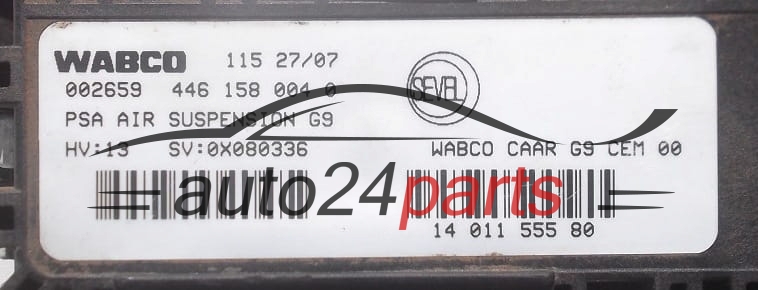 WABCO 115 27/07
002659 446 158 004 0
SEVEL
PSA AIR SUSPENSION G9
HV:13 SV:0X080336
WABCO CAAR G9 CEM 00
auto24parts
14 011 555 80